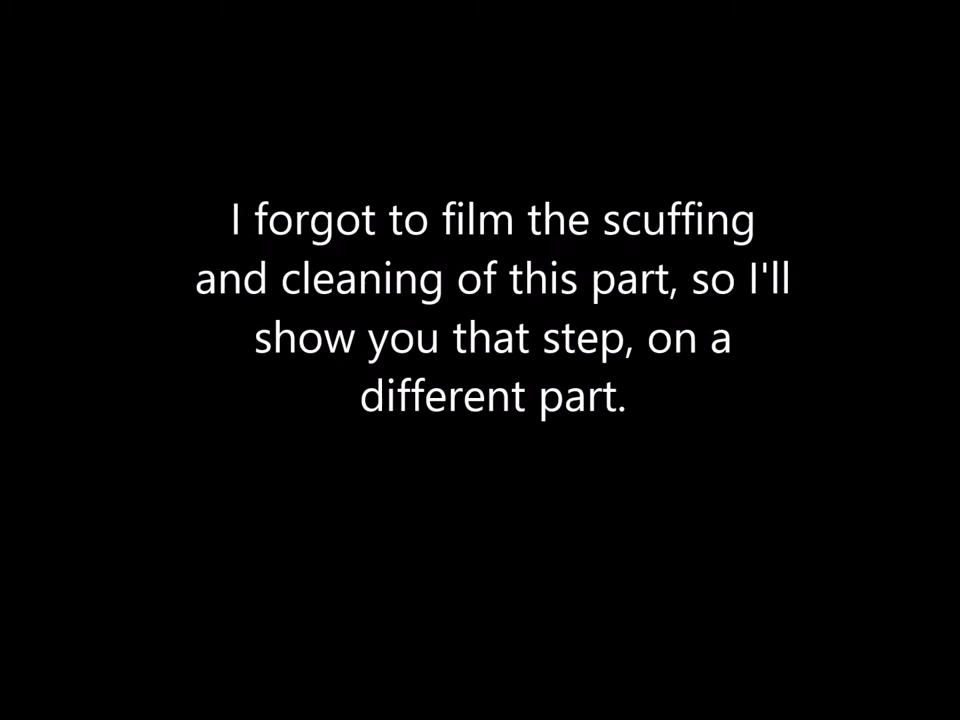 I forgot to film the scuffing
and cleaning of this part, so I'll
show you that step, on a
different part.